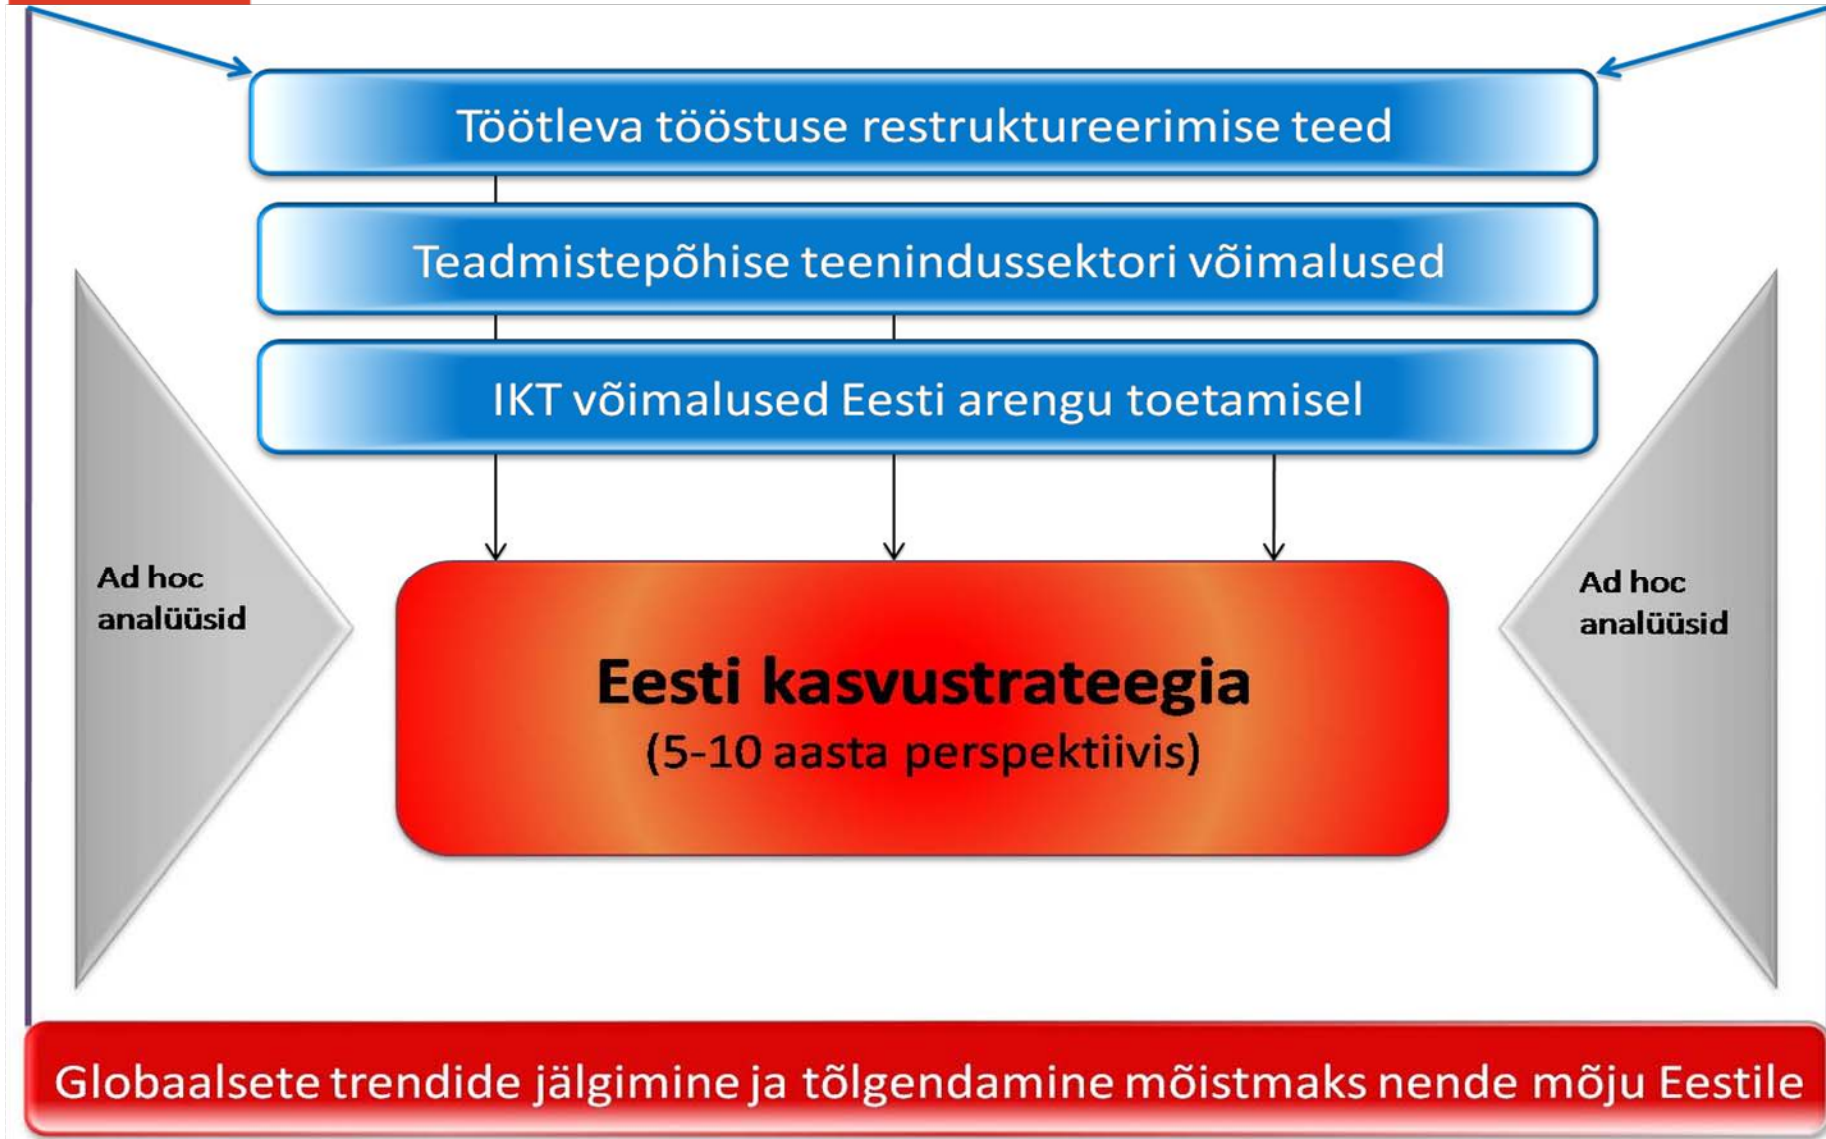 Töötleva tööstuse restruktureerimise teed
Teadmistepõhise teenindussektori võimalused
IKT võimalused Eesti arengu toetamisel
Ad hoc
analüüsid
Eesti kasvustrateegia
(5-10 aasta perspektiivis)
Ad hoc
analüüsid
Globaalsete trendide jälgimine ja tõlgendamine mõistmaks nende mõju Eestile